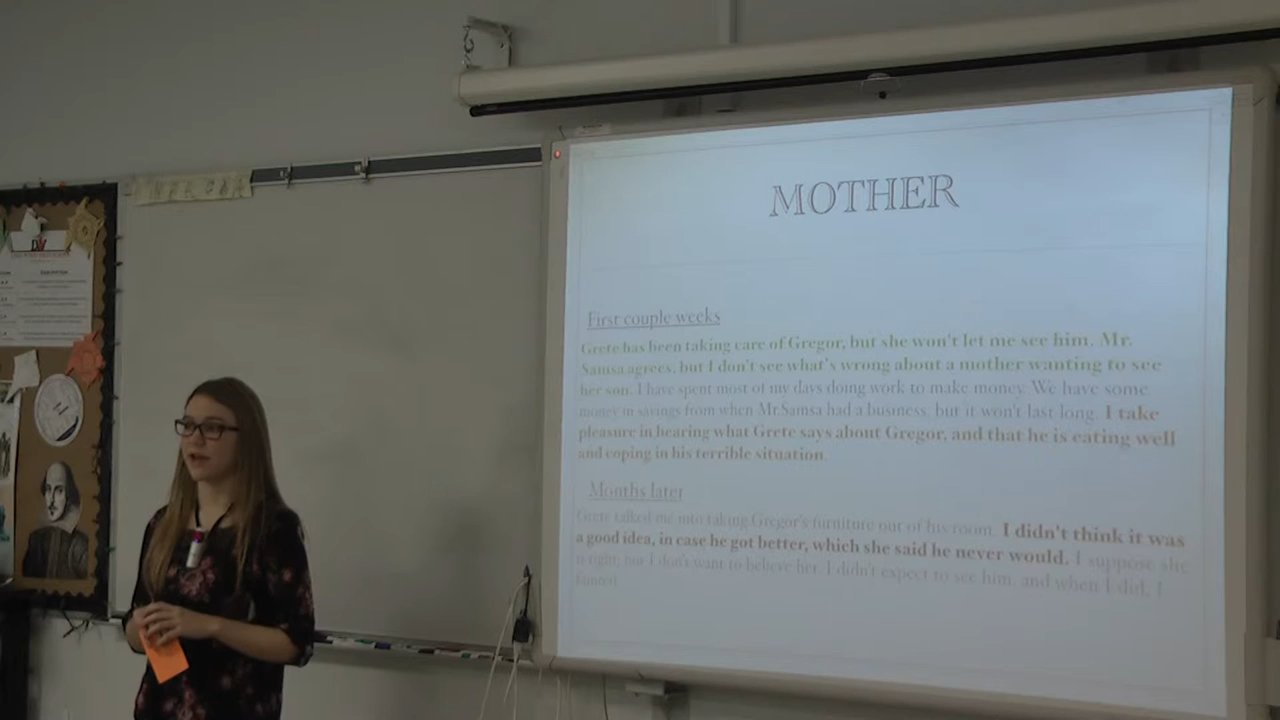 MOTHER
First couple weeks
Grete has been taking care of Gregor, but she won't let me see him. Mr.
Samsa agrees, but I don't see what's wrong about a mother wanting to see
her son. I have spent most of my days doing work to make money. We have some
money in savings from when Mr.Samsa had a business, but it won't last long. I take
pleasure in hearing what Grete says about Gregor, and that he is eating well
and coping in his terrible situation.
Months later
Grete talked me into taking Gregor's furniture out of his room. I didn't think it was
a good idea, in case he got better, which she said he never would. I suppose she
is right, but I don't want to believe her. I didn't expect to see him, and when I did, I
fainted.